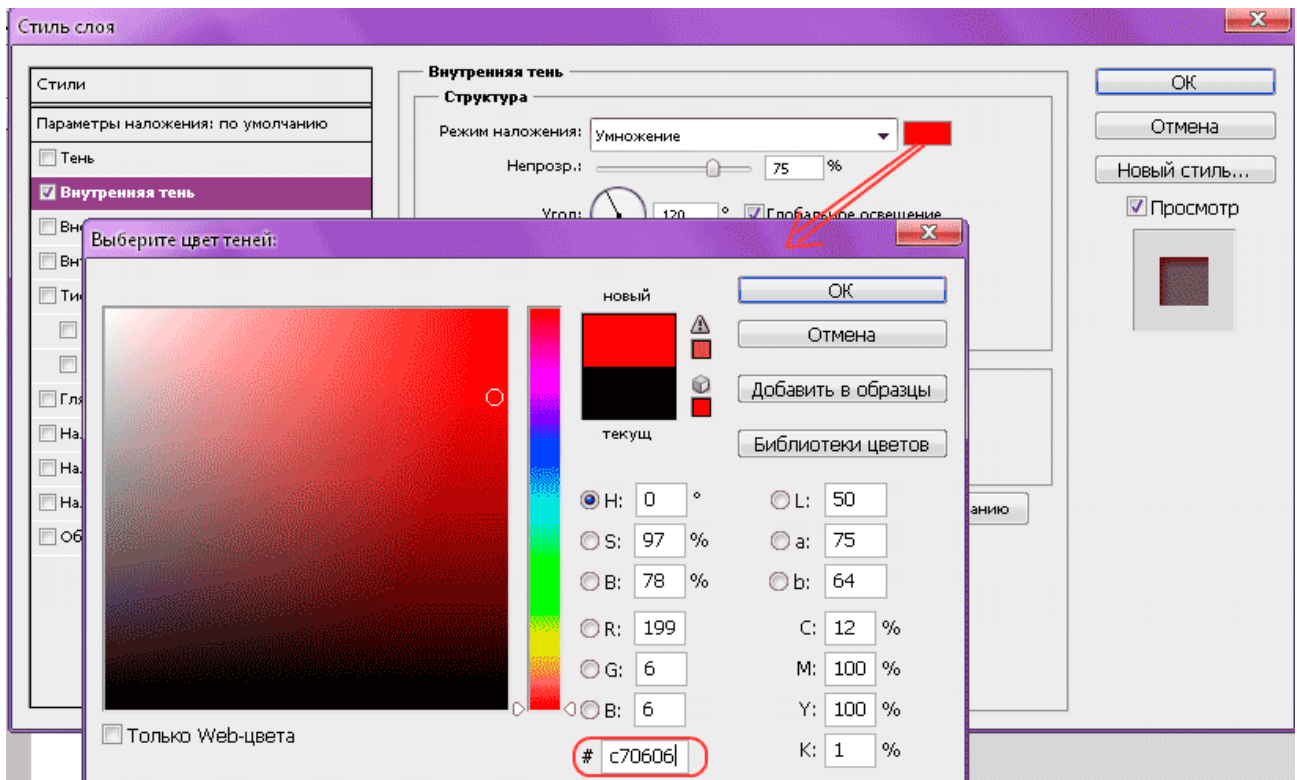 Стиль слоя
Стили
Параметры наложения: по умолчанию
Тень
Внутренняя тень
Внутренняя тень
Структура
Режим наложения: Умножение
Непрозр.: 75 %
Угол: 120 ° Глобальное освещение
OK
Отмена
Новый стиль...
Просмотр
Выберите цвет теней:
новый
текущ
OK
Отмена
Добавить в образцы
Библиотеки цветов
H: 0 °
S: 97 %
B: 78 %
R: 199
G: 6
B: 6
# c70606
L: 50
a: 75
b: 64
C: 12 %
M: 100 %
Y: 100 %
K: 1 %
Только Web-цвета